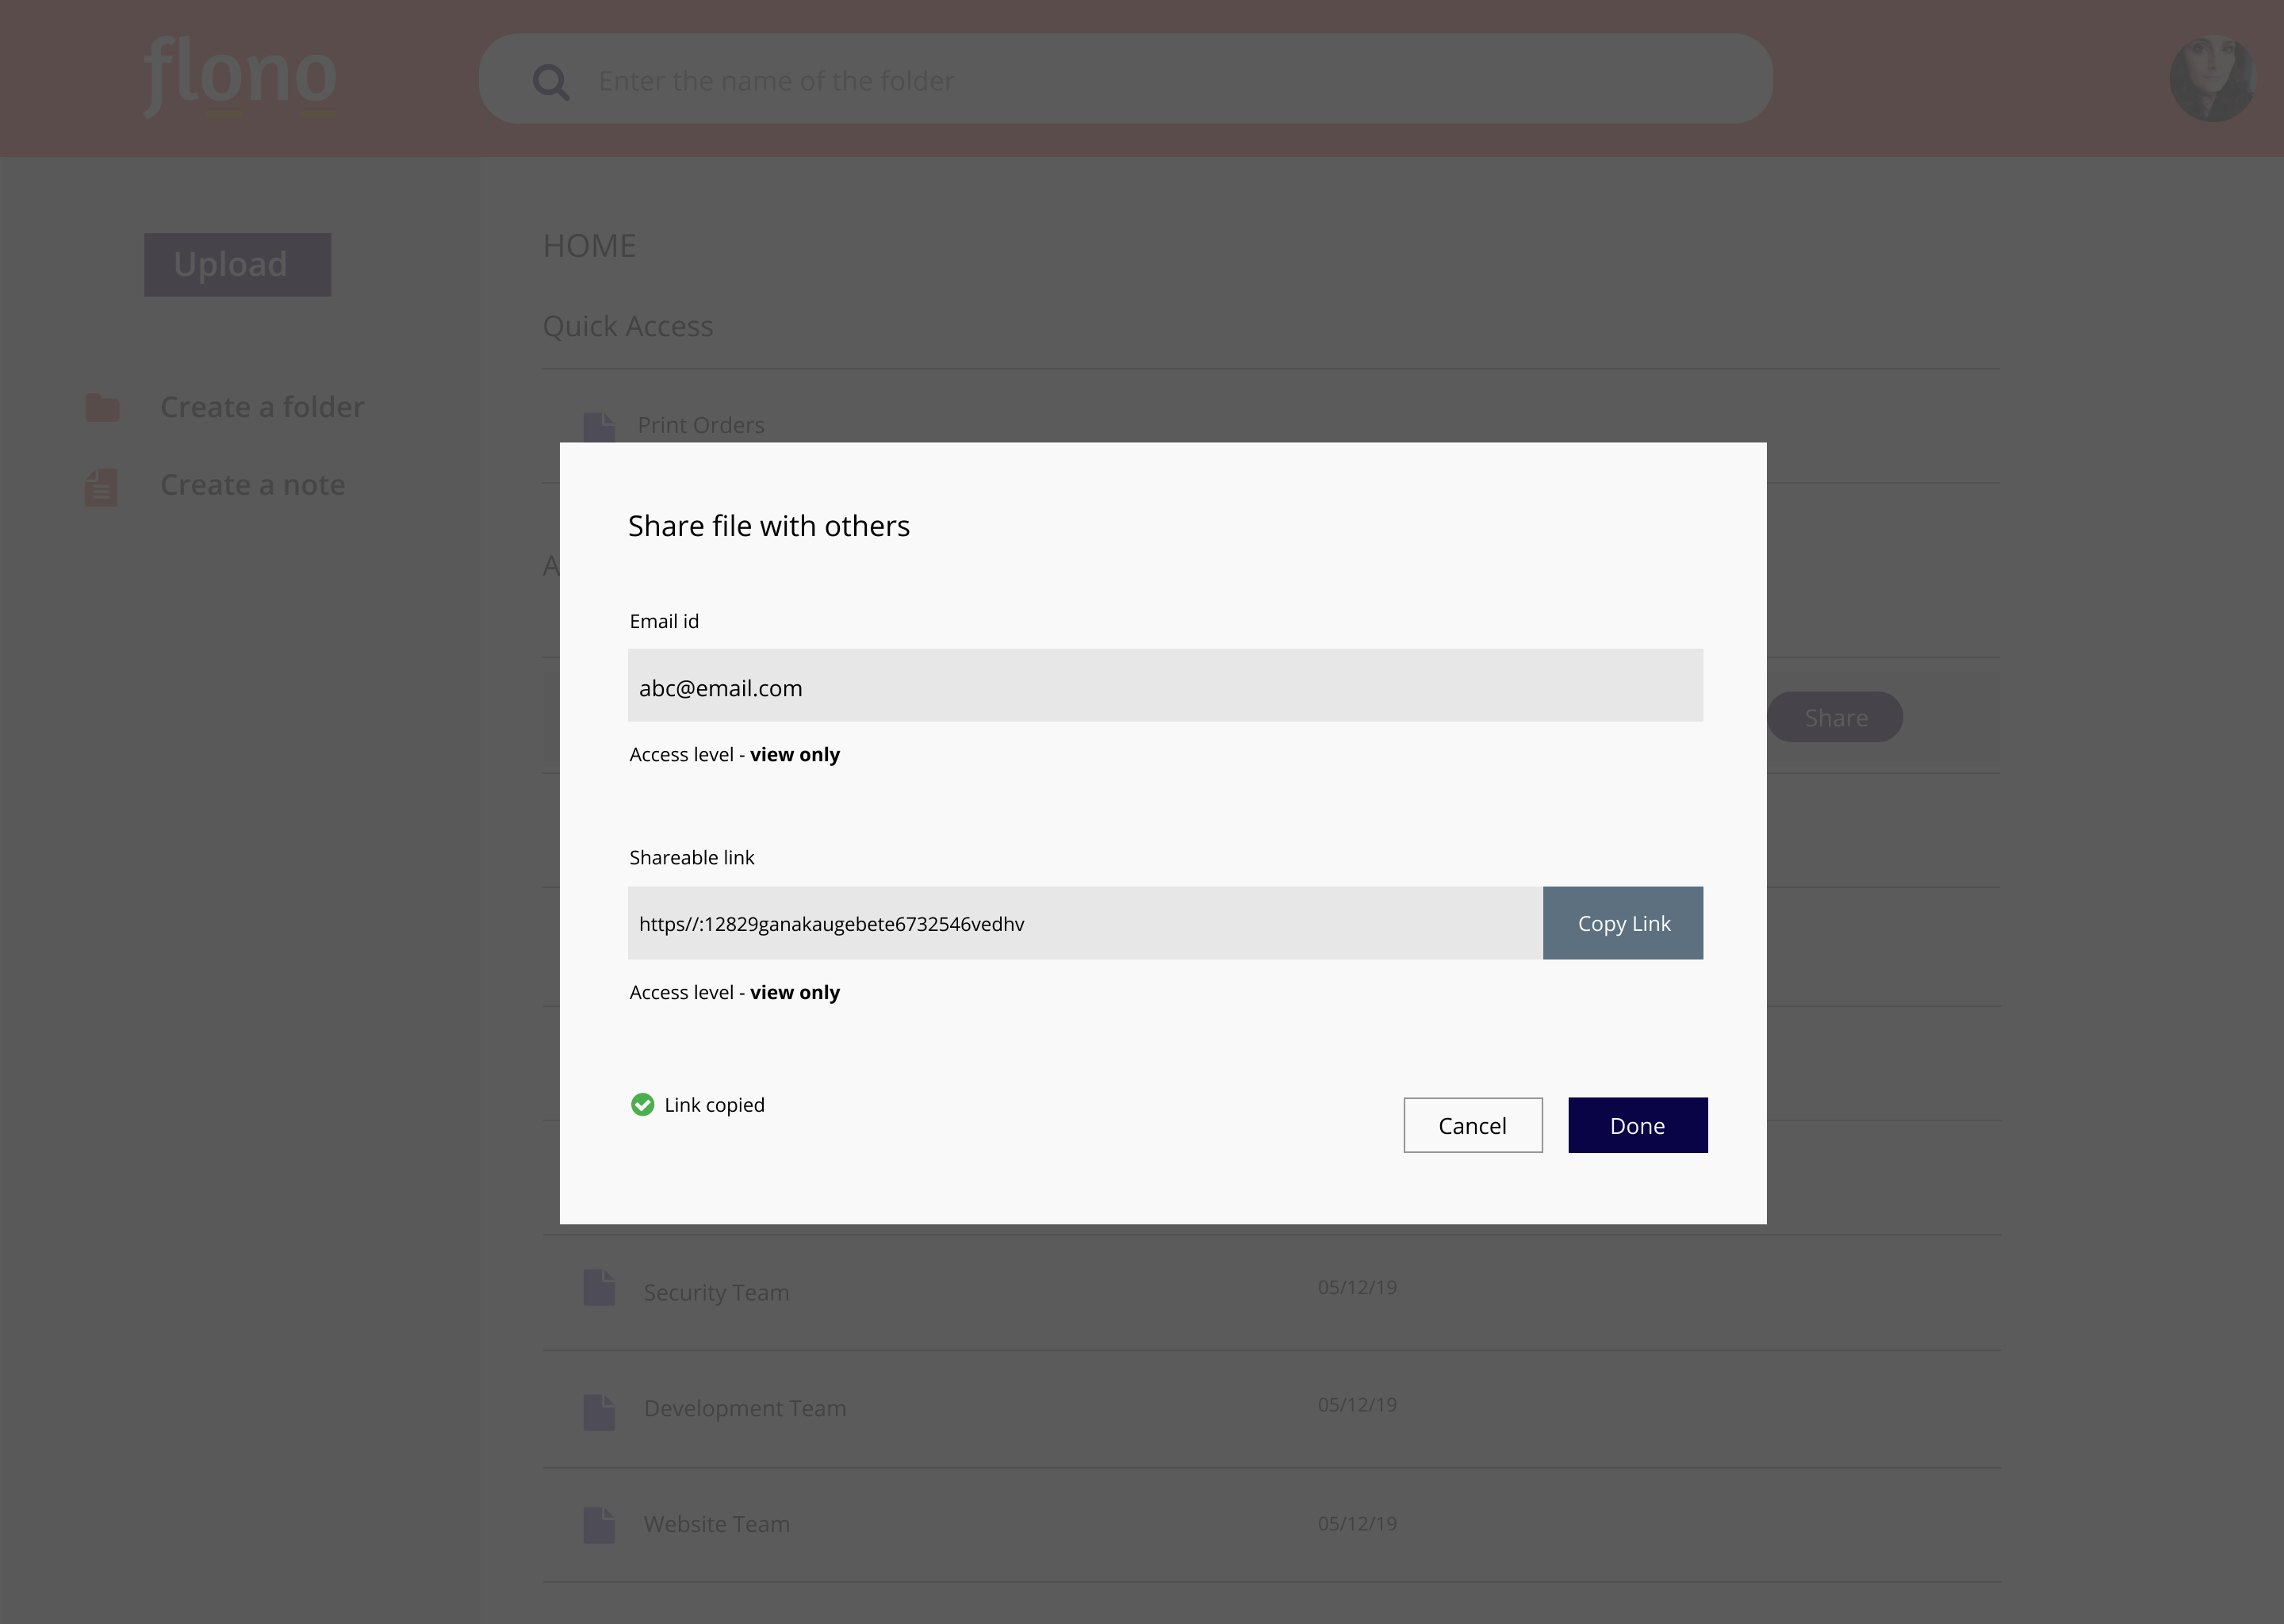 flono
Enter the name of the folder
Upload
HOME
Quick Access
Create a folder
Print Orders
Create a note
Share file with others
A
Email id
abc@email.com
Share
Access level - view only
Shareable link
https//:12829ganakaugebete6732546vedhv
Copy Link
Access level - view only
Link copied
Cancel
Done
Security Team 05/12/19
Development Team 05/12/19
Website Team 05/12/19